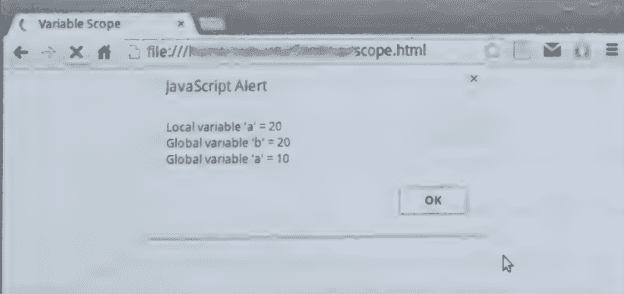 Variable Scope
file:///
scope.html
JavaScript Alert
Local variable 'a' = 20
Global variable 'b' = 20
Global variable 'a' = 10
OK